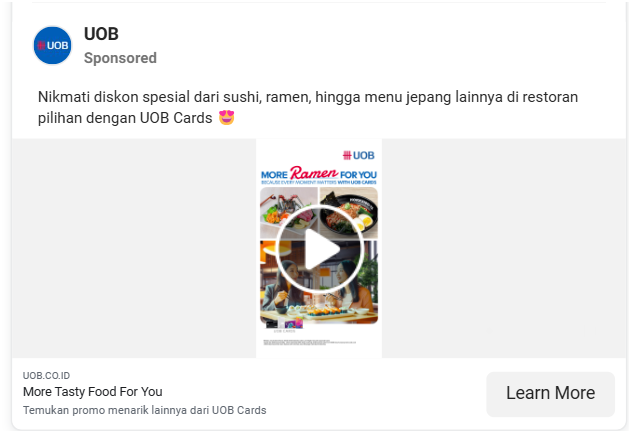 UOB
UOB
Sponsored
Nikmati diskon spesial dari sushi, ramen, hingga menu jepang lainnya di restoran
pilihan dengan UOB Cards 😍
UOB
MORE Ramen FOR YOU
BECAUSE EVERY MOMENT MATTERS WITH UOB CARDS
UOB CARDS
UOB.CO.ID
More Tasty Food For You
Temukan promo menarik lainnya dari UOB Cards
Learn More